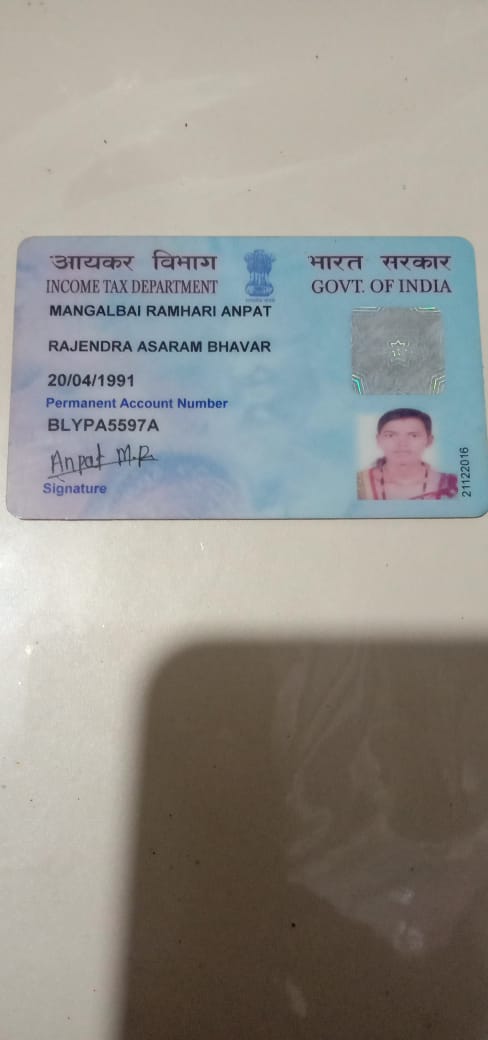 आयकर विभाग
भारत सरकार
INCOME TAX DEPARTMENT
GOVT. OF INDIA
MANGALBAI RAMHARI ANPAT
RAJENDRA ASARAM BHAVAR
20/04/1991
Permanent Account Number
BLYPA5597A
Anpat M.R.
Signature
21122016